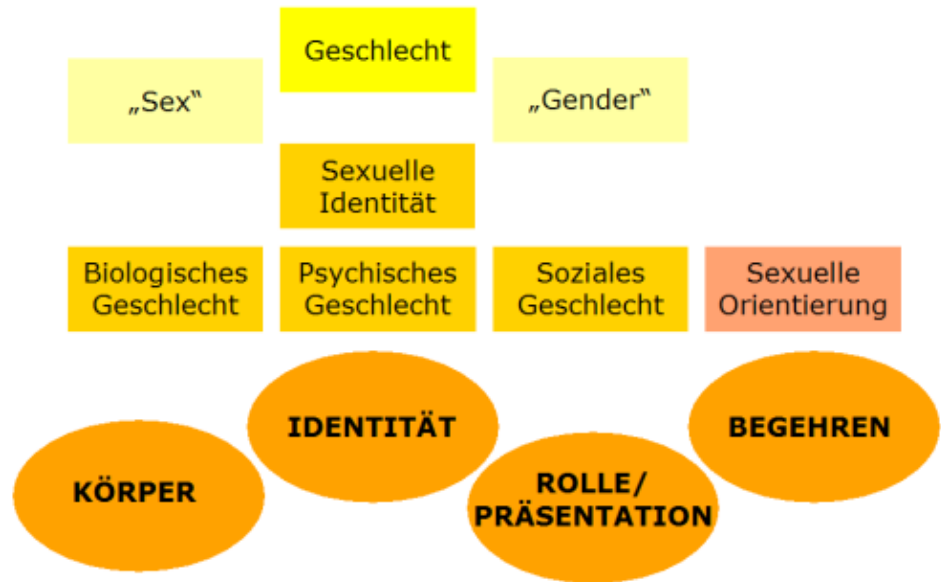 Geschlecht
„Sex“
„Gender“
Sexuelle
Identität
Biologisches
Geschlecht
Psychisches
Geschlecht
Soziales
Geschlecht
Sexuelle
Orientierung
IDENTITÄT
BEGEHREN
KÖRPER
ROLLE/
PRÄSENTATION